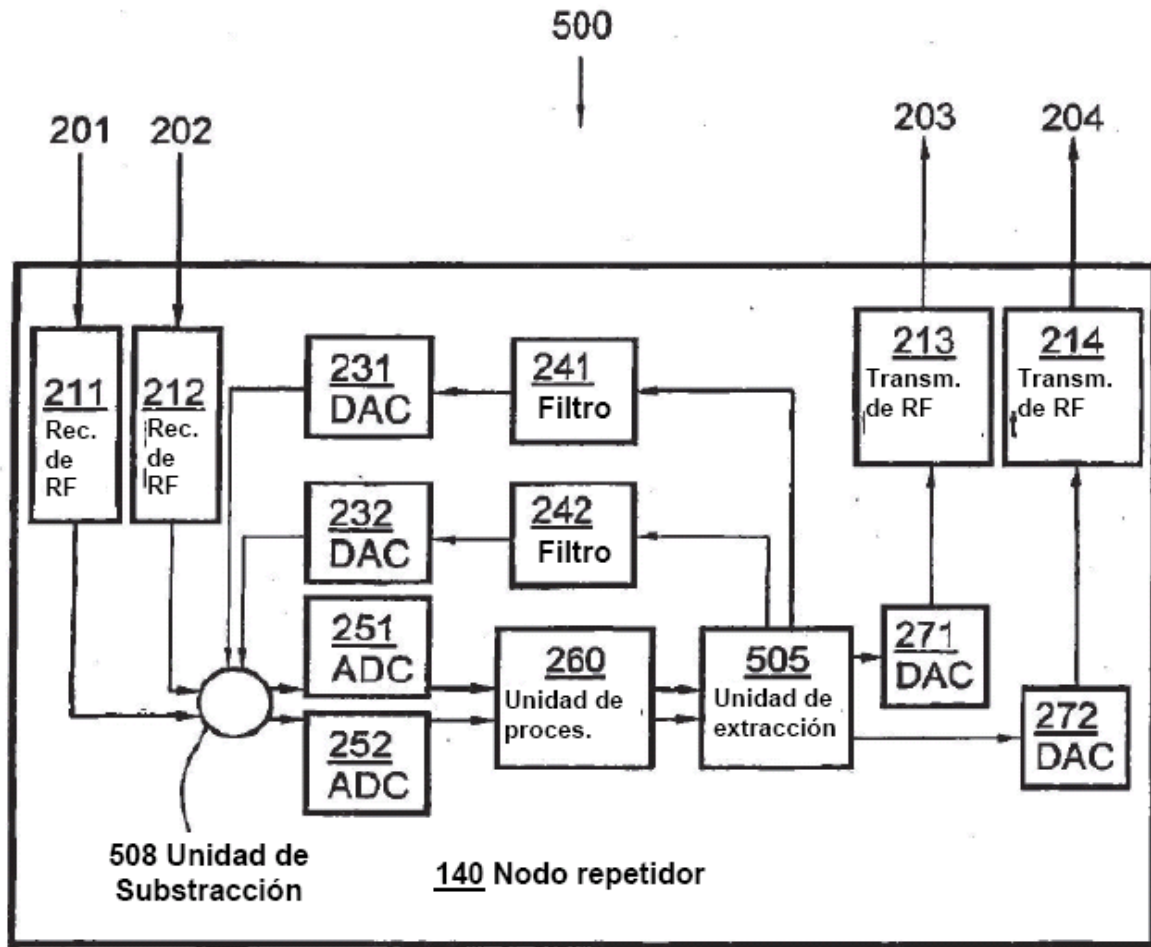 500
201
202
203
204
211
Rec.
de
RF
212
Rec.
de
RF
231
DAC
241
Filtro
213
Transm.
de RF
214
Transm.
de RF
232
DAC
242
Filtro
251
ADC
252
ADC
260
Unidad de
proces.
505
Unidad de
extracción
271
DAC
272
DAC
508 Unidad de
Substracción
140 Nodo repetidor